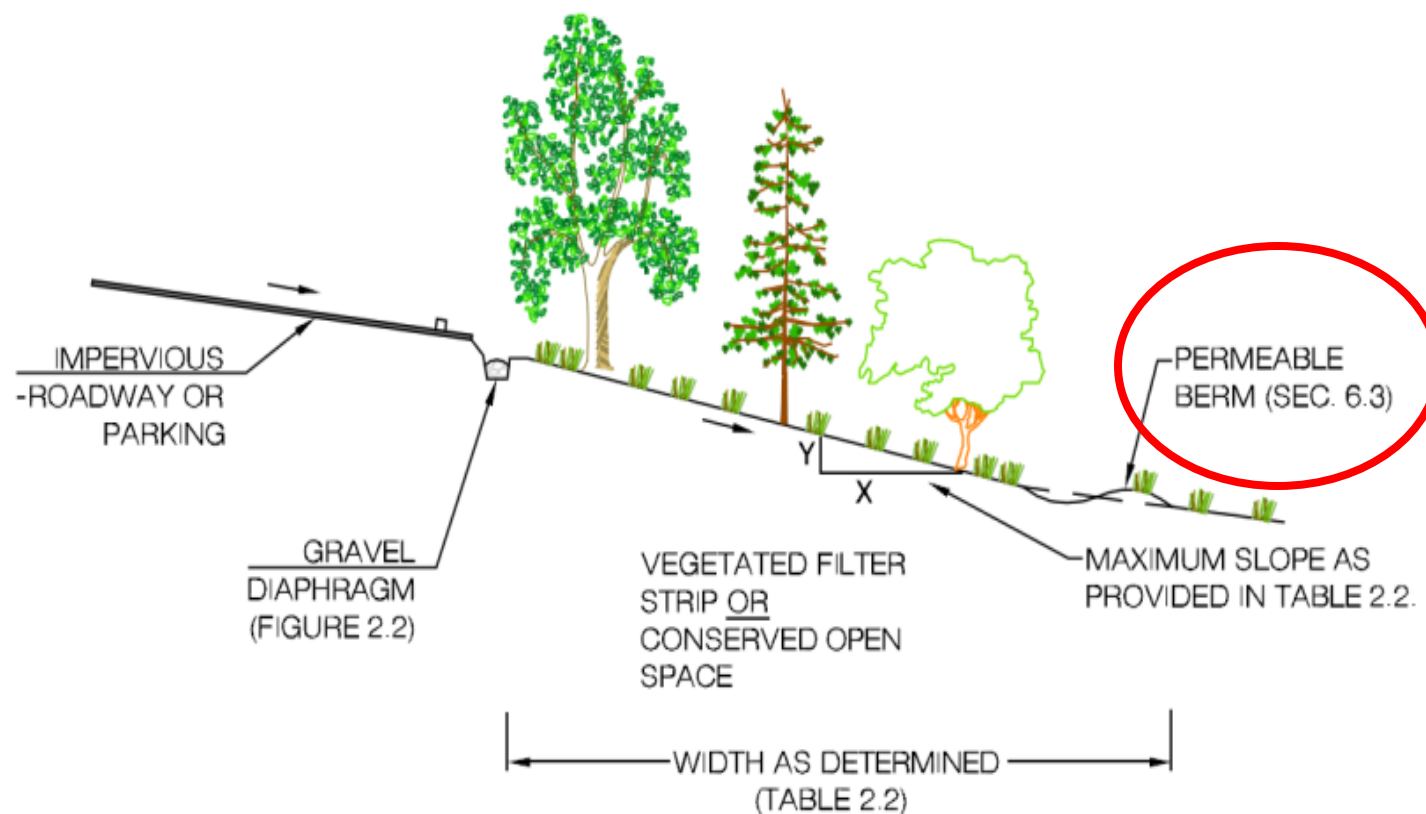 IMPERVIOUS
-ROADWAY OR
PARKING
GRAVEL
DIAPHRAGM
(FIGURE 2.2)
VEGETATED FILTER
STRIP OR
CONSERVED OPEN
SPACE
Y
X
PERMEABLE
BERM (SEC. 6.3)
MAXIMUM SLOPE AS
PROVIDED IN TABLE 2.2.
WIDTH AS DETERMINED
(TABLE 2.2)